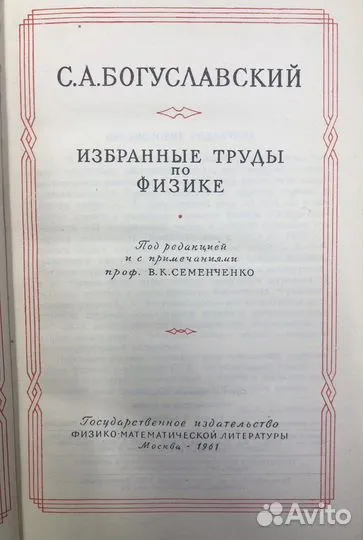 С.А.БОГУСЛАВСКИЙ
ИЗБРАННЫЕ ТРУДЫ
ПО
ФИЗИКЕ
Под редакцией
и с примечаниями
проф. В.К.СЕМЕНЧЕНКО
Государственное издательство
ФИЗИКО-МАТЕМАТИЧЕСКОЙ ЛИТЕРАТУРЫ
Москва - 1961
Avito